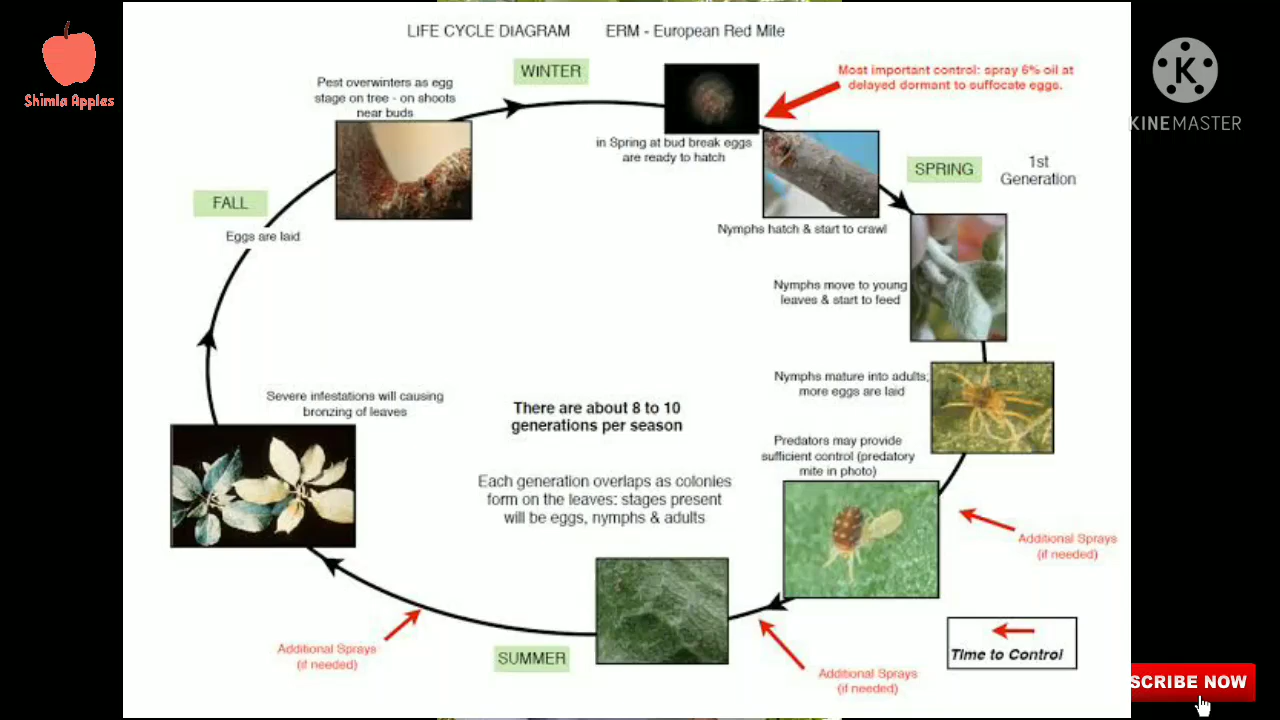 LIFE CYCLE DIAGRAM ERM - European Red Mite
Shimla Apples
WINTER
Pest overwinters as egg
stage on tree - on shoots
near buds
Most important control: spray 6% oil at
delayed dormant to suffocate eggs.
KINEMASTER
in Spring at bud break eggs
are ready to hatch
SPRING
1st
Generation
FALL
Eggs are laid
Nymphs hatch & start to crawl
Nymphs move to young
leaves & start to feed
Nymphs mature into adults;
more eggs are laid
Severe infestations will causing
bronzing of leaves
There are about 8 to 10
generations per season
Predators may provide
sufficient control (predatory
mite in photo)
Each generation overlaps as colonies
form on the leaves: stages present
will be eggs, nymphs & adults
Additional Sprays
(if needed)
Additional Sprays
(if needed)
SUMMER
Additional Sprays
(if needed)
Time to Control
SCRIBE NOW